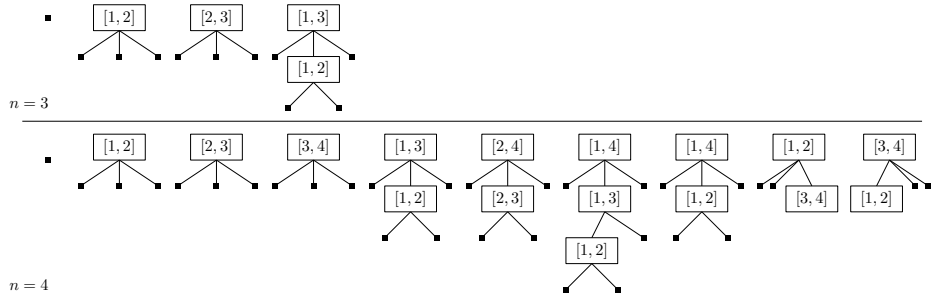 [1, 2] [2, 3] [1, 3]
[1, 2]
n = 3
[1, 2] [2, 3] [3, 4] [1, 3] [2, 4] [1, 4] [1, 4] [1, 2] [3, 4]
[1, 2] [2, 3] [1, 3] [1, 2] [3, 4] [1, 2]
[1, 2]
n = 4